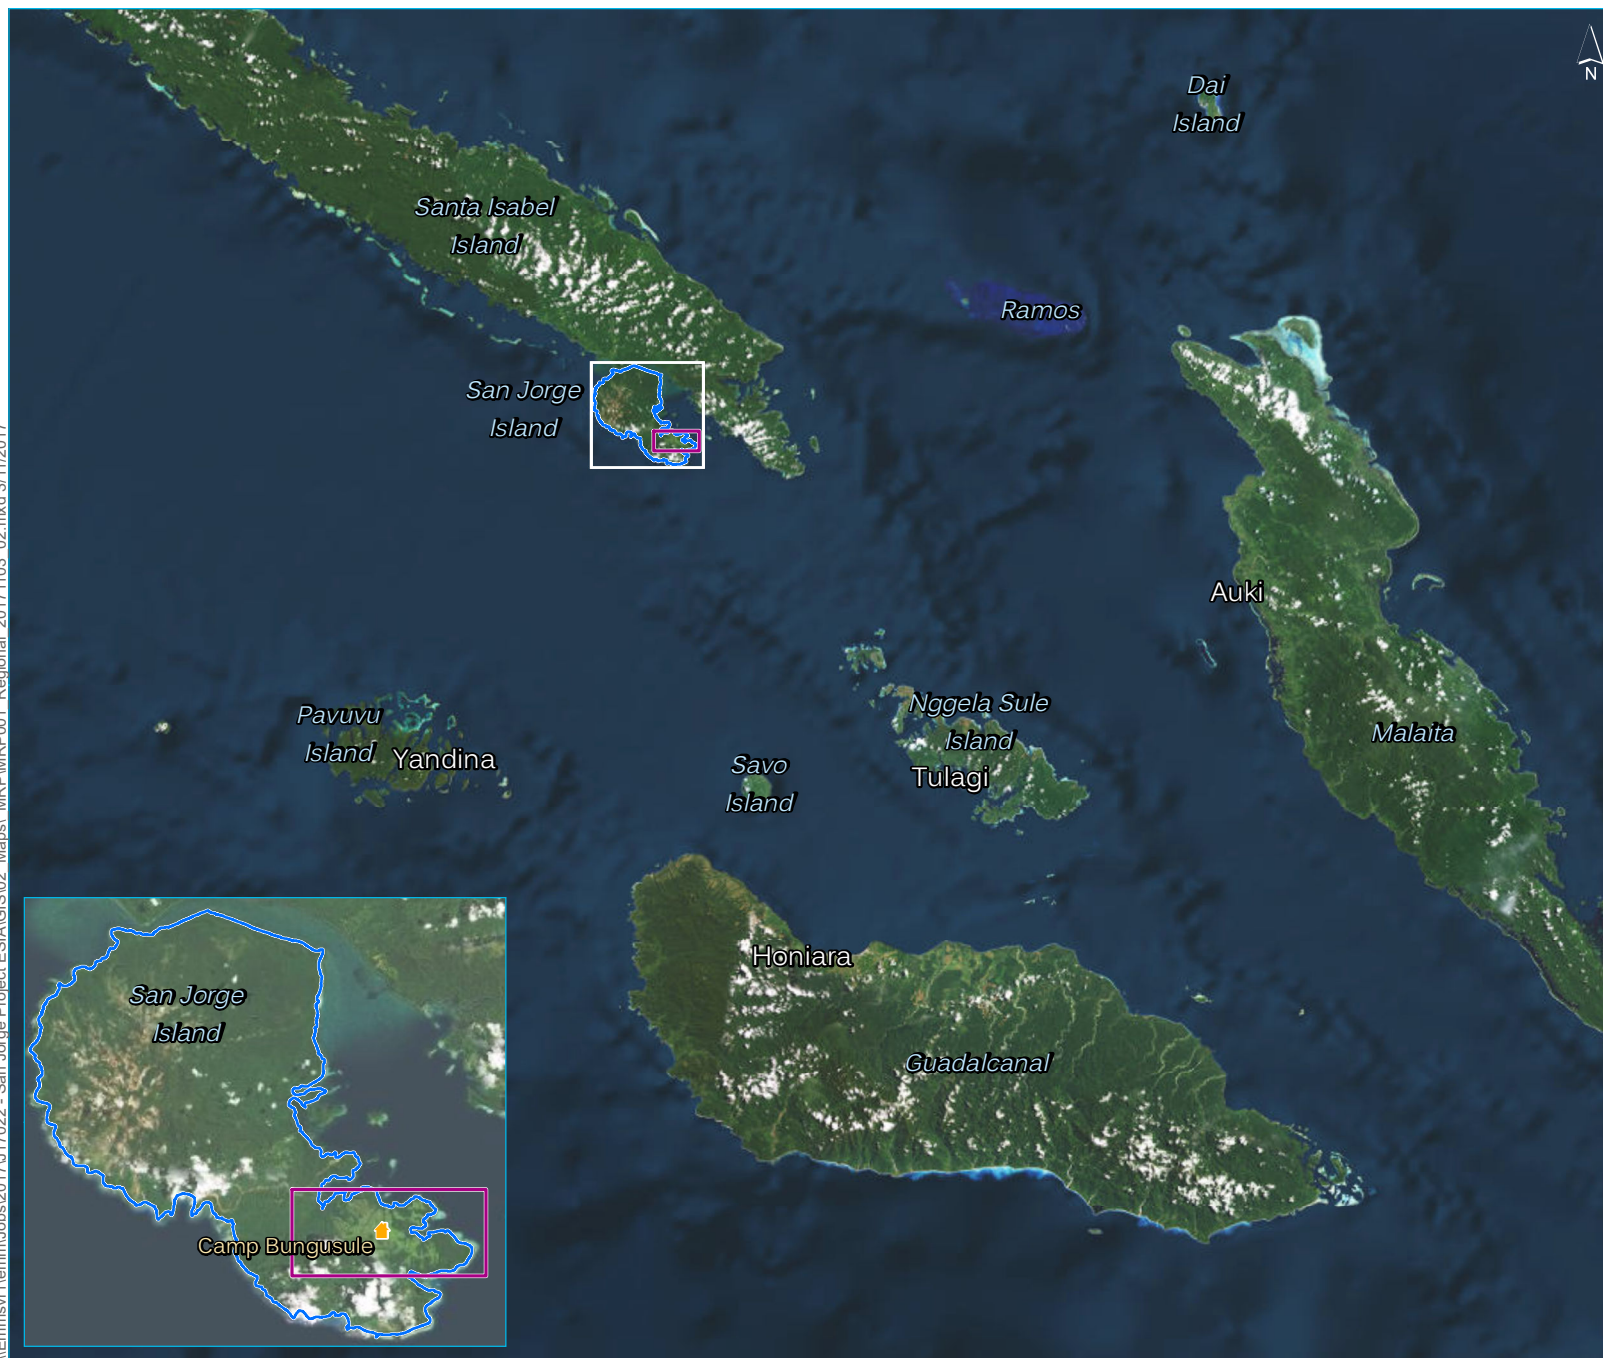 N
Dai
Island
Santa Isabel
Island
Ramos
San Jorge
Island
Auki
Pavuvu
Island
Yandina
Nggela Sule
Island
Tulagi
Malaita
Savo
Island
Honiara
Guadalcanal
San Jorge
Island
Camp Bungusule